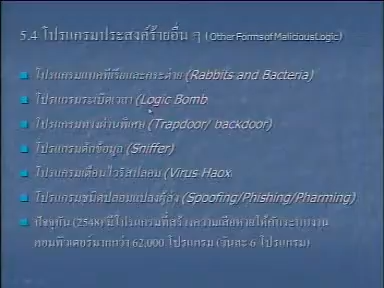 5.4 โปรแกรมประสงค์ร้ายอื่น ๆ (Other Forms of Malicious Logic)
โปรแกรมแบคทีเรียและกระต่าย (Rabbits and Bacteria)
โปรแกรมระเบิดเวลา (Logic Bomb
โปรแกรมทางผ่านพิเศษ (Trapdoor/ backdoor)
โปรแกรมดักข้อมูล (Sniffer)
โปรแกรมเตือนไวรัสปลอม (Virus Haox
โปรแกรมชนิดปลอมแปลงผู้ส่ง (Spoofing/Phishing/Pharming)
ปัจจุบัน (2548) มีโปรแกรมที่สร้างความเสียหายให้กับระบบงาน
คอมพิวเตอร์มากกว่า 62,000 โปรแกรม (วันละ 6 โปรแกรม)